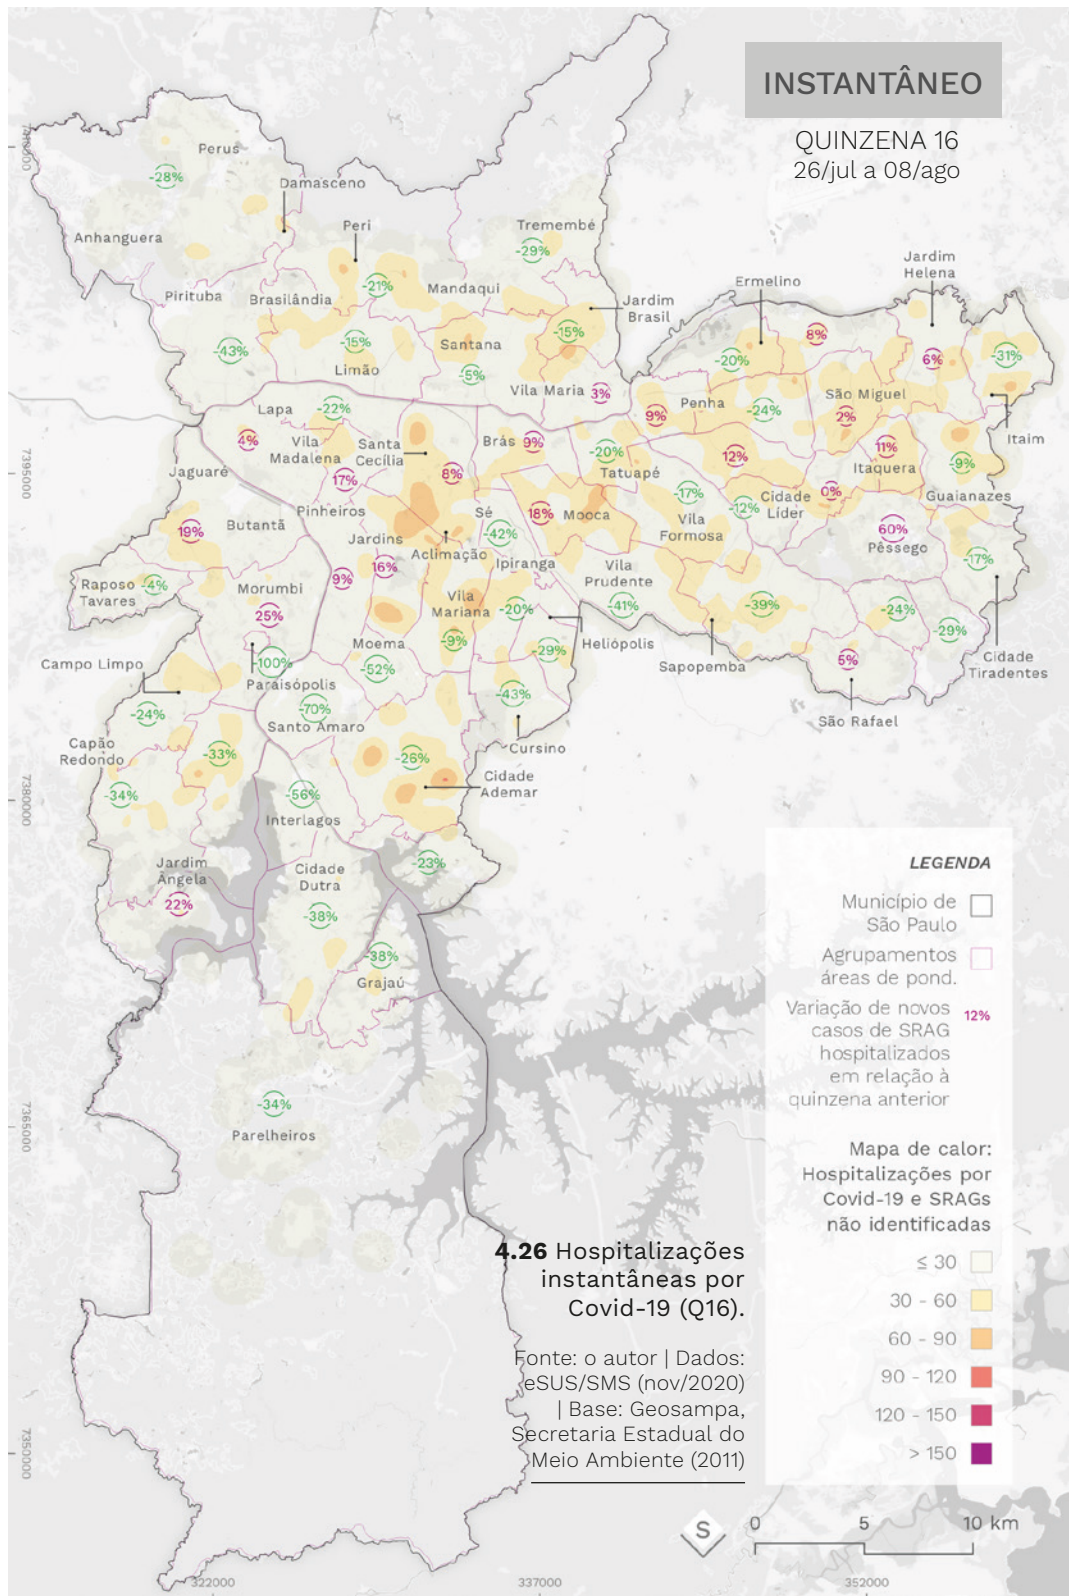 INSTANTÂNEO
QUINZENA 16
26/jul a 08/ago
7410000
7395000
7380000
7365000
7350000
Perus
-28%
Damasceno
Anhanguera
Peri
Tremembé
-29%
Pirituba
Brasilândia
-21%
Mandaqui
Jardim
Brasil
Ermelino
Jardim
Helena
-43%
-15%
Limão
Santana
-15%
-5%
8%
-20%
6%
-31%
Vila Maria
3%
Lapa
-22%
9%
Penha
-24%
São Miguel
2%
Itaim
4%
Vila
Madalena
Santa
Cecília
Brás
9%
-20%
Tatuapé
12%
11%
Itaquera
-9%
Jaguaré
17%
8%
Pinheiros
Sé
18%
Mooca
-17%
Vila
Formosa
-12%
Cidade
Líder
0%
Guaianazes
19%
Butantã
Jardins
Aclimação
-42%
Ipiranga
60%
Pêssego
-17%
Raposo
Tavares
-4%
Morumbi
25%
9%
16%
Vila
Mariana
-9%
-20%
Vila
Prudente
-41%
-39%
-24%
-29%
Campo Limpo
-100%
Paraisópolis
Moema
-52%
Heliópolis
-29%
Sapopemba
5%
Cidade
Tiradentes
-24%
-70%
Santo Amaro
-43%
São Rafael
Capão
Redondo
-33%
-26%
Cursino
-34%
-56%
Interlagos
Cidade
Ademar
Jardim
Ângela
22%
Cidade
Dutra
-38%
-23%
-38%
Grajaú
-34%
Parelheiros
LEGENDA
Município de
São Paulo
Agrupamentos
áreas de pond.
Variação de novos 12%
casos de SRAG
hospitalizados
em relação à
quinzena anterior
Mapa de calor:
Hospitalizações por
Covid-19 e SRAGs
não identificadas
≤ 30
30 - 60
60 - 90
90 - 120
120 - 150
> 150
4.26 Hospitalizações
instantâneas por
Covid-19 (Q16).
Fonte: o autor | Dados:
eSUS/SMS (nov/2020)
| Base: Geosampa,
Secretaria Estadual do
Meio Ambiente (2011)
S
0 5 10 km
322000 337000 352000